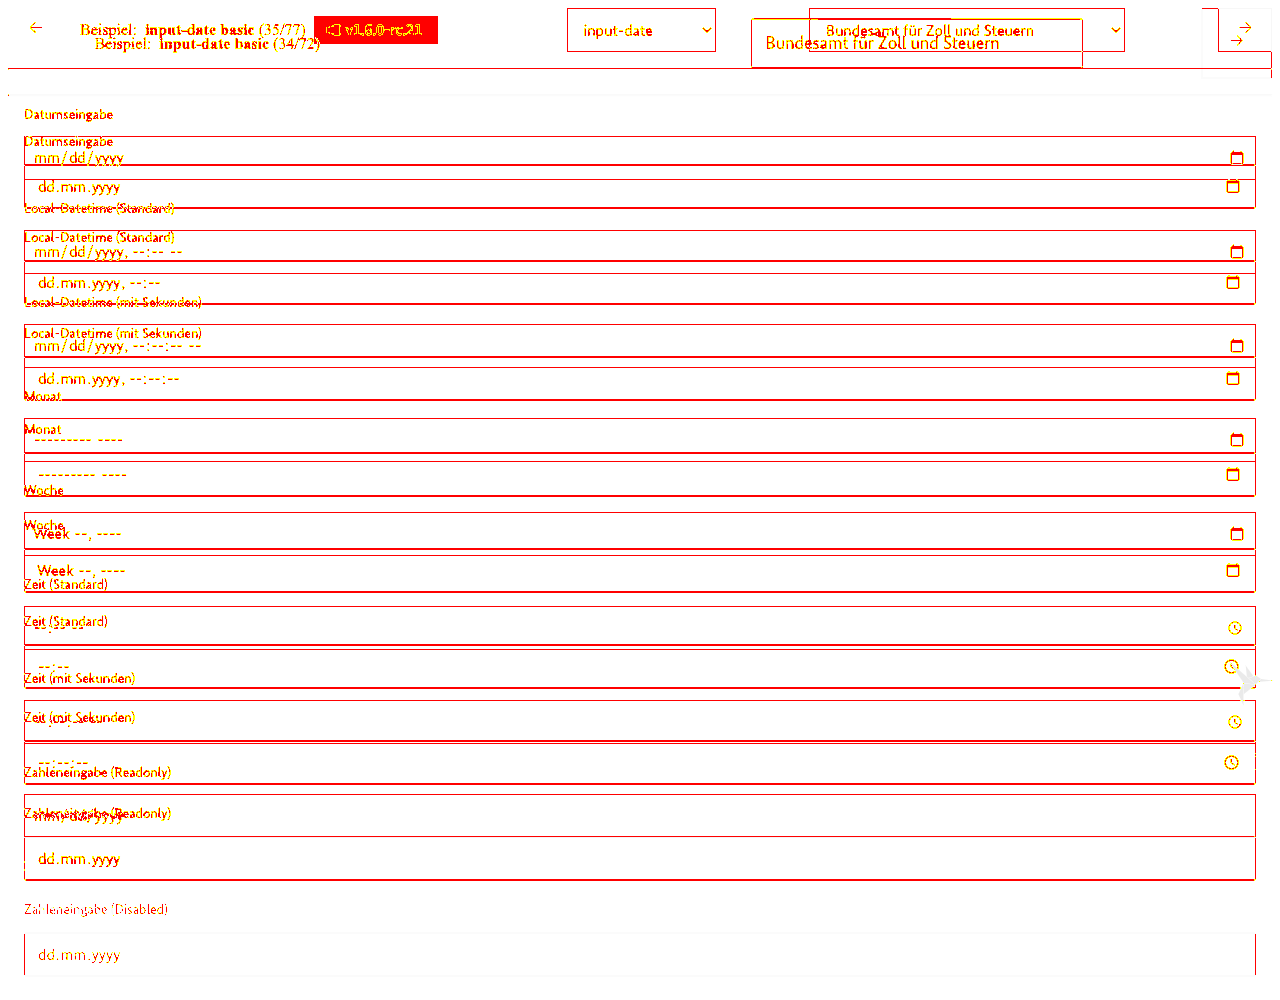 Beispiel: input-date basic (35/77)
v1.6.0-rc.21
input-date
Bundesamt für Zoll und Steuern
Beispiel: input-date basic (34/72)
Bundesamt für Zoll und Steuern
Datumseingabe
Datumseingabe
mm/dd/yyyy
dd.mm.yyyy
Local-Datetime (Standard)
Local-Datetime (Standard)
mm/dd/yyyy, --:-- --
dd.mm.yyyy, --:--
Local-Datetime (mit Sekunden)
Local-Datetime (mit Sekunden)
mm/dd/yyyy, --:--:-- --
dd.mm.yyyy, --:--:--
Monat
Monat
--------- ----
--------- ----
Woche
Woche
Week --, ----
Week --, ----
Zeit (Standard)
Zeit (Standard)
--:--
Zeit (mit Sekunden)
Zeit (mit Sekunden)
--:--:--
Zahleneingabe (Readonly)
Zahleneingabe (Readonly)
mm/dd/yyyy
dd.mm.yyyy
Zahleneingabe (Disabled)
dd.mm.yyyy